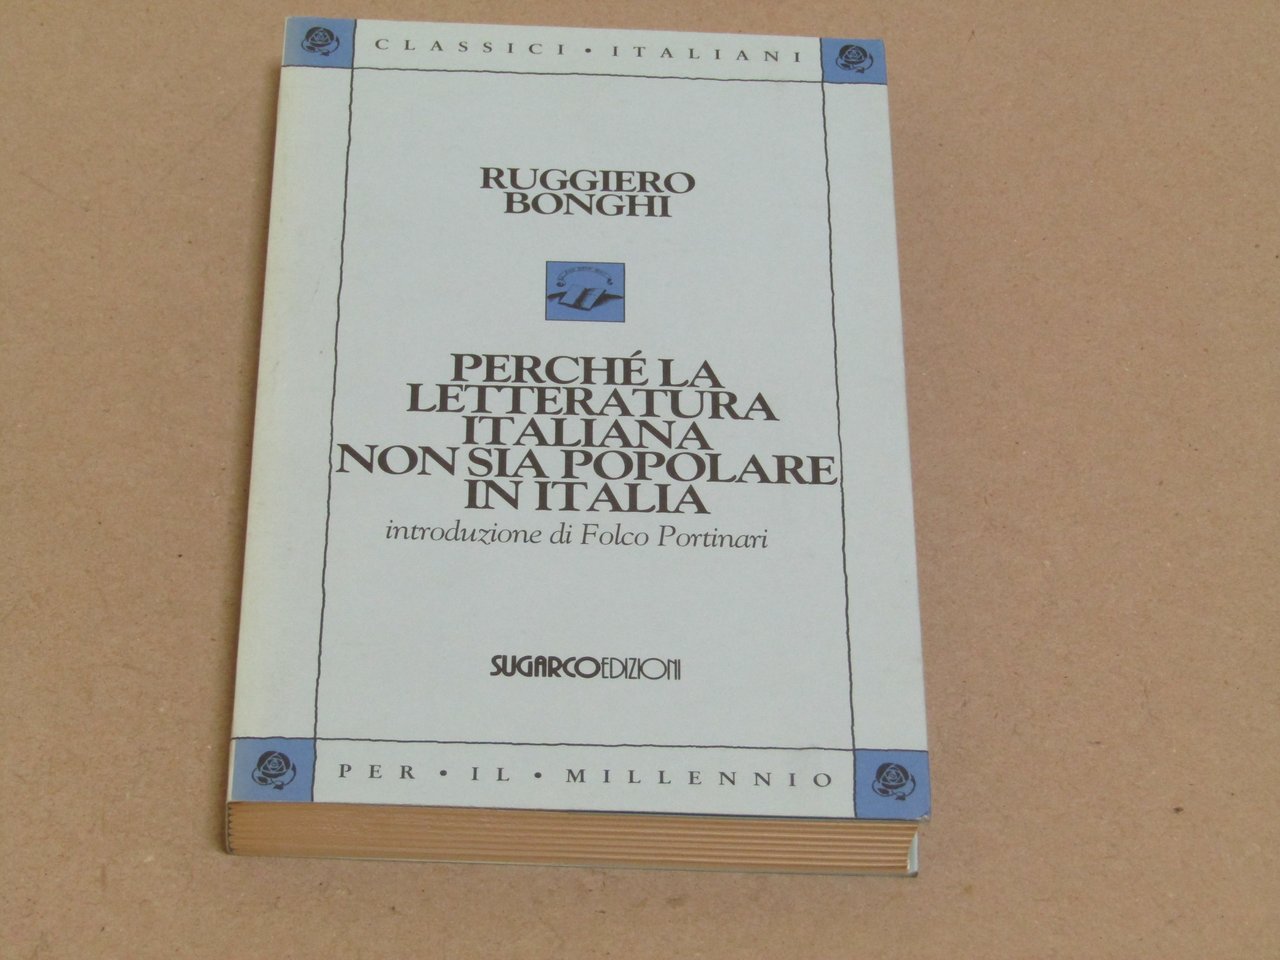 CLASSICI • ITALIANI
RUGGIERO
BONGHI
PERCHÉ LA
LETTERATURA
ITALIANA
NON SIA POPOLARE
IN ITALIA
introduzione di Folco Portinari
SUGARCOEDIZIONI
PER • IL • MILLENNIO